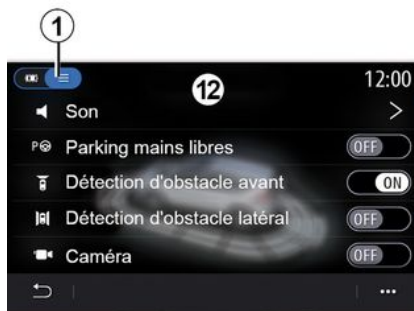 1
12
12:00
Son
P Parking mains libres OFF
Détection d'obstacle avant ON
Détection d'obstacle latéral OFF
Caméra OFF